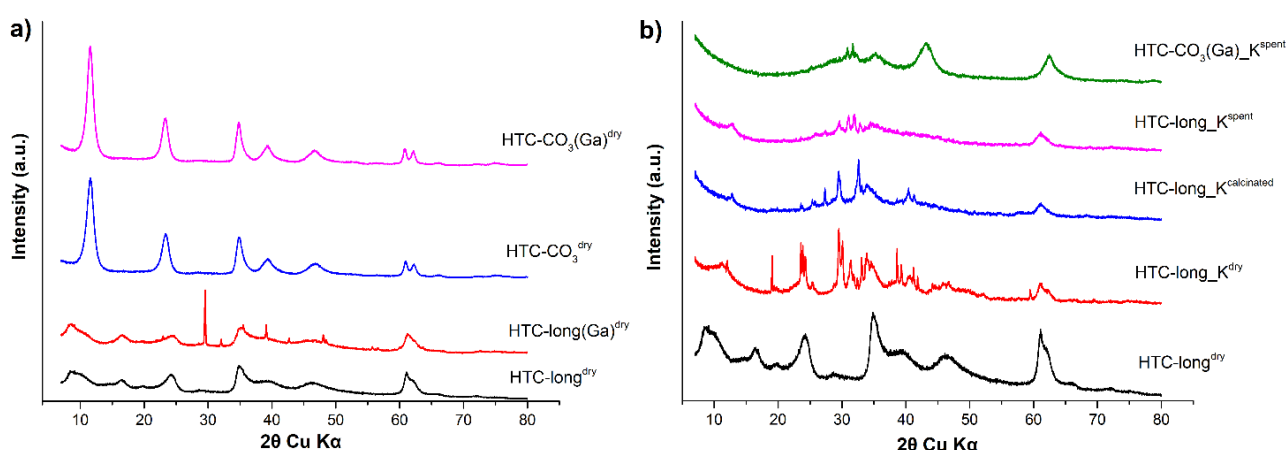 a)
Intensity (a.u.)
HTC-CO₃(Ga)ᵈʳʸ
HTC-CO₃ᵈʳʸ
HTC-long(Ga)ᵈʳʸ
HTC-longᵈʳʸ
10 20 30 40 50 60 70 80
2θ Cu Kα
b)
Intensity (a.u.)
HTC-CO₃(Ga)_Kˢᵖᵉⁿᵗ
HTC-long_Kˢᵖᵉⁿᵗ
HTC-long_Kᶜᵃˡᶜⁱⁿᵃᵗᵉᵈ
HTC-long_Kᵈʳʸ
HTC-longᵈʳʸ
10 20 30 40 50 60 70 80
2θ Cu Kα